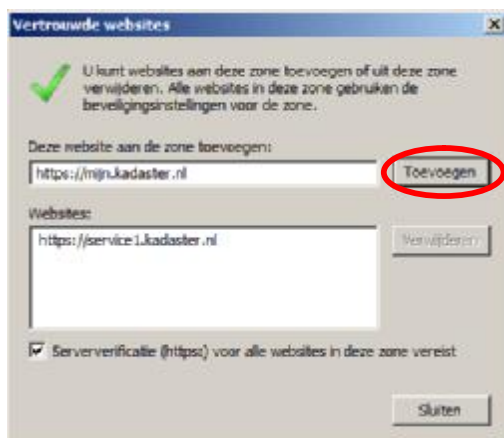 Vertrouwde websites
U kunt websites aan deze zone toevoegen of uit deze zone
verwijderen. Alle websites in deze zone gebruiken de
beveiligingsinstellingen voor de zone.
Deze website aan de zone toevoegen:
https://mijn.kadaster.nl
Toevoegen
Websites:
https://service1.kadaster.nl
Verwijderen
Serververificatie (https:) voor alle websites in deze zone vereist
Sluiten